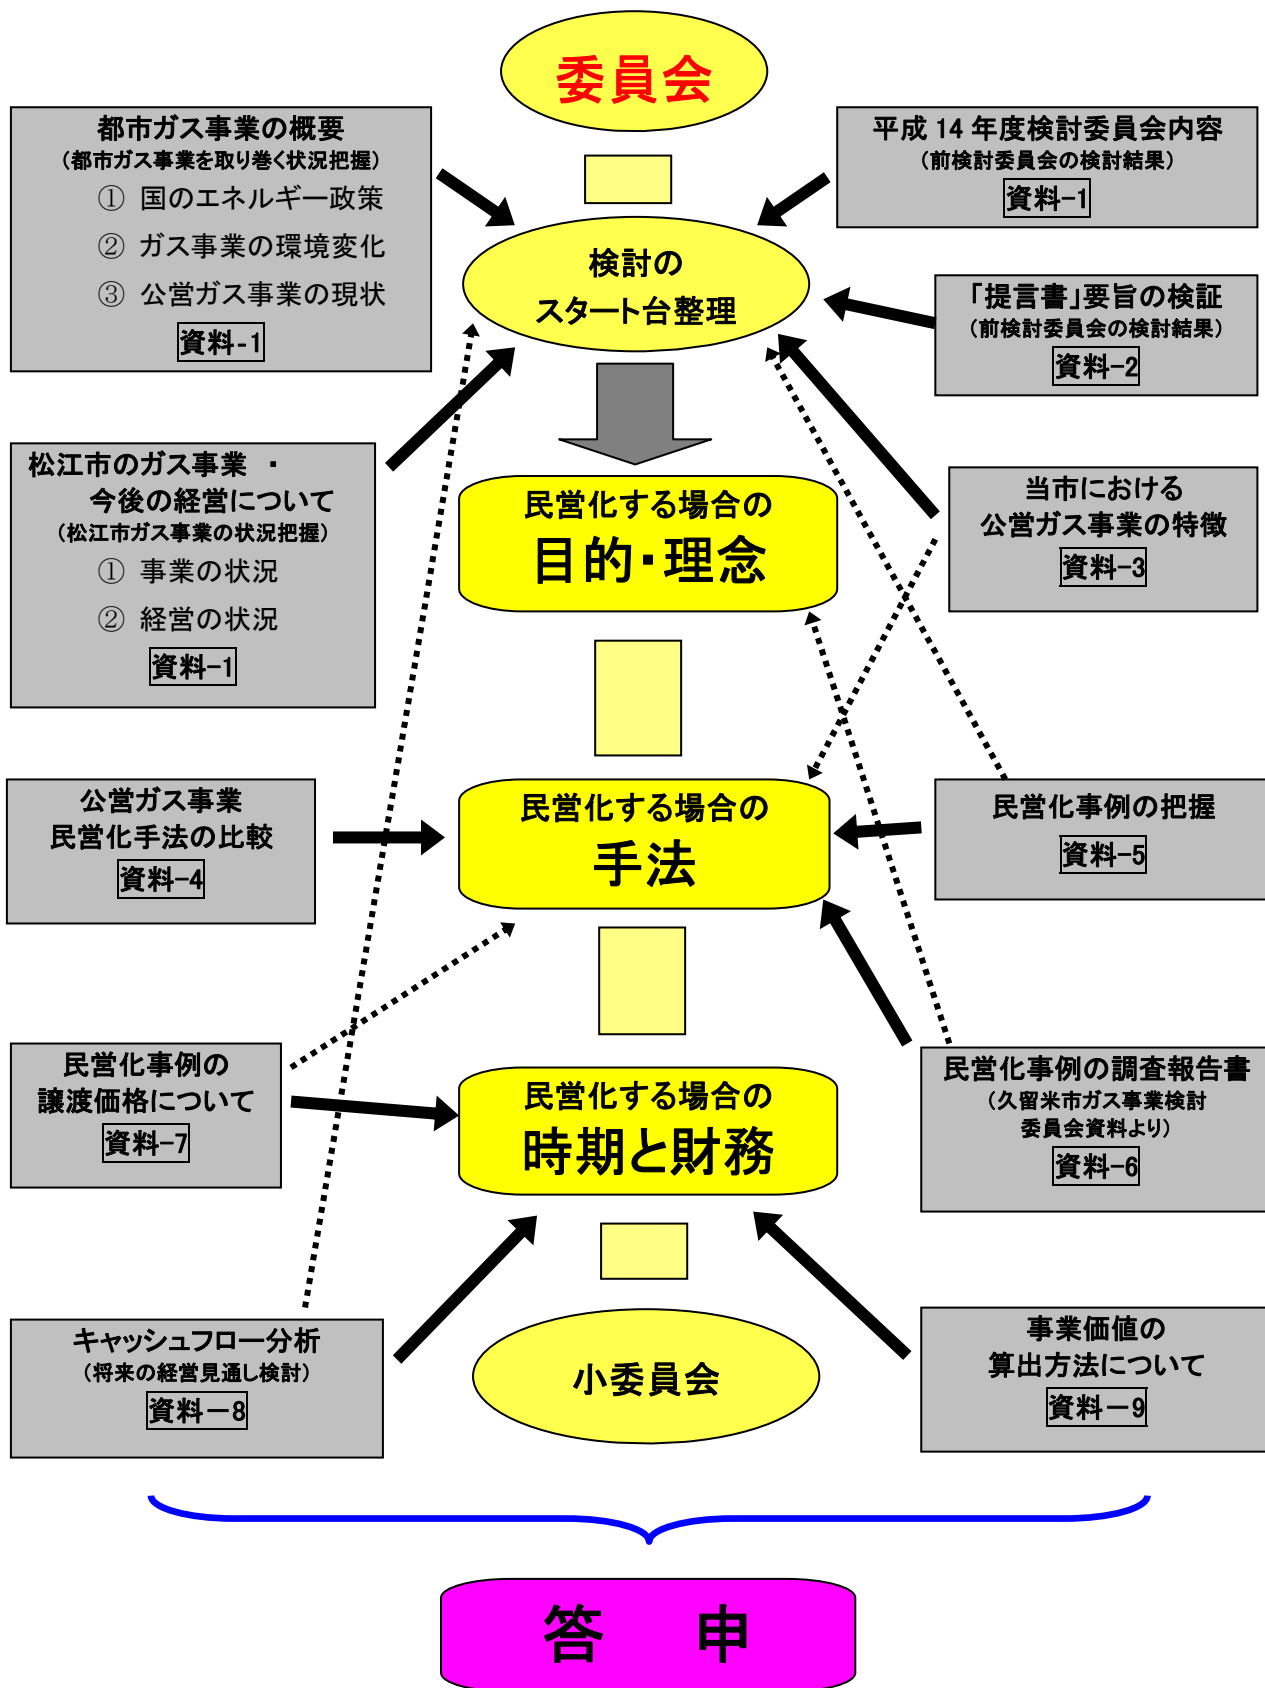 委員会
都市ガス事業の概要
（都市ガス事業を取り巻く状況把握）
① 国のエネルギー政策
② ガス事業の環境変化
③ 公営ガス事業の現状
資料-1
平成 14 年度検討委員会内容
（前検討委員会の検討結果）
資料-1
検討の
スタート台整理
「提言書」要旨の検証
（前検討委員会の検討結果）
資料-2
松江市のガス事業 ・
今後の経営について
（松江市ガス事業の状況把握）
① 事業の状況
② 経営の状況
資料-1
民営化する場合の
目的・理念
当市における
公営ガス事業の特徴
資料-3
公営ガス事業
民営化手法の比較
資料-4
民営化する場合の
手法
民営化事例の把握
資料-5
民営化事例の
譲渡価格について
資料-7
民営化する場合の
時期と財務
民営化事例の調査報告書
（久留米市ガス事業検討
委員会資料より）
資料-6
キャッシュフロー分析
（将来の経営見通し検討）
資料－8
小委員会
事業価値の
算出方法について
資料－9
答　申